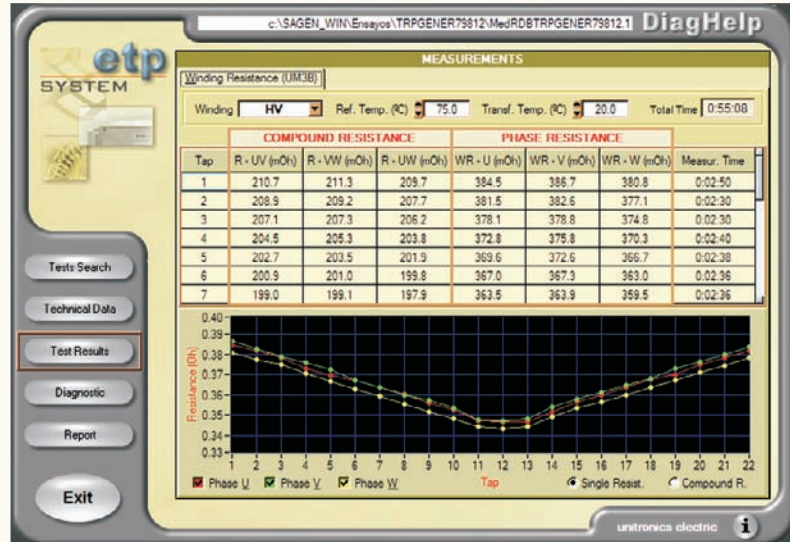 c:\SAGEN_WIN\Ensayos\TRPGENER79812\MedRDBTRPGENER79812.1 DiagHelp
etp
SYSTEM
MEASUREMENTS
Winding Resistance (UM3B)
Winding HV Ref. Temp. (ºC) 75.0 Transf. Temp. (ºC) 20.0 Total Time 0:55:08
COMPOUND RESISTANCE PHASE RESISTANCE
Tap R - UV (mOh) R - VW (mOh) R - UW (mOh) WR - U (mOh) WR - V (mOh) WR - W (mOh) Measur. Time
1 210.7 211.3 209.7 384.5 386.7 380.8 0:02:50
2 208.9 209.2 207.7 381.5 382.6 377.1 0:02:30
3 207.1 207.3 206.2 378.1 378.8 374.8 0:02:30
4 204.5 205.3 203.8 372.8 375.8 370.3 0:02:40
5 202.7 203.5 201.9 369.6 372.6 366.7 0:02:38
6 200.9 201.0 199.8 367.0 367.3 363.0 0:02:36
7 199.0 199.1 197.9 363.5 363.9 359.5 0:02:36
Tests Search
Technical Data
Test Results
Diagnostic
Report
Exit
Resistance (Oh)
0.40
0.39
0.38
0.37
0.36
0.35
0.34
0.33
1 2 3 4 5 6 7 8 9 10 11 12 13 14 15 16 17 18 19 20 21 22
Phase U Phase V Phase W Tap Single Resist. Compound R.
unitronics electric i